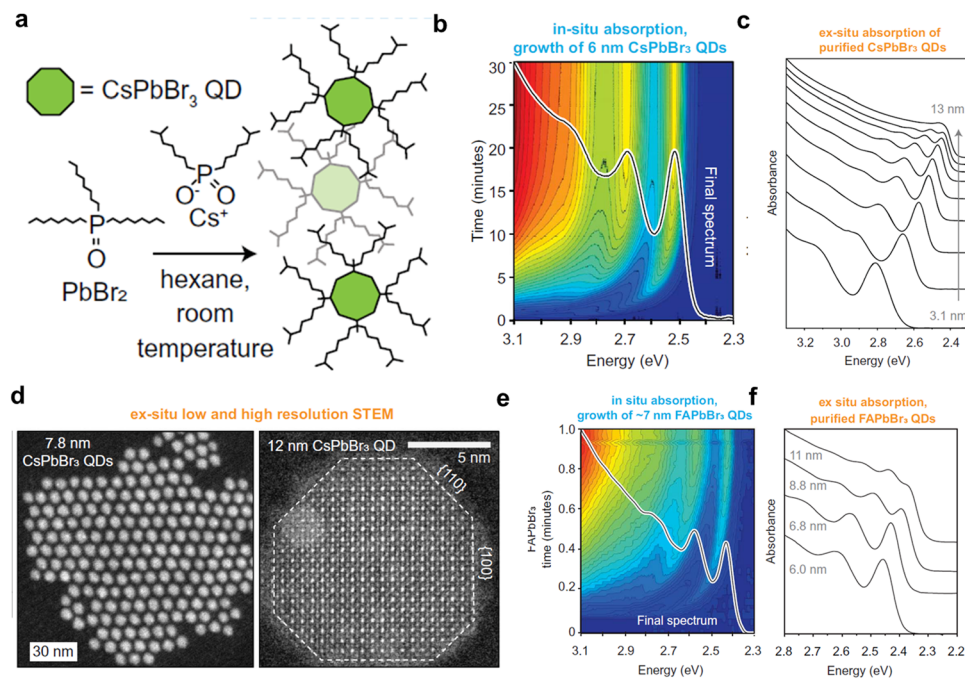 a
= CsPbBr₃ QD
P
O
PbBr₂
O⁻
P
O
Cs⁺
hexane,
room
temperature
b
in-situ absorption,
growth of 6 nm CsPbBr₃ QDs
Time (minutes)
30
25
20
15
10
5
0
Final spectrum
3.1
2.9
2.7
2.5
2.3
Energy (eV)
c
ex-situ absorption of
purified CsPbBr₃ QDs
Absorbance
13 nm
3.1 nm
3.2
3.0
2.8
2.6
2.4
Energy (eV)
d
ex-situ low and high resolution STEM
7.8 nm
CsPbBr₃ QDs
30 nm
12 nm CsPbBr₃ QD
5 nm
{110}
{100}
e
in situ absorption,
growth of ~7 nm FAPbBr₃ QDs
FAPbBr₃
time (minutes)
1.0
0.8
0.6
0.4
0.2
0
Final spectrum
3.1
2.9
2.7
2.5
2.3
Energy (eV)
f
ex situ absorption,
purified FAPbBr₃ QDs
Absorbance
11 nm
8.8 nm
6.8 nm
6.0 nm
2.8
2.7
2.6
2.5
2.4
2.3
2.2
Energy (eV)